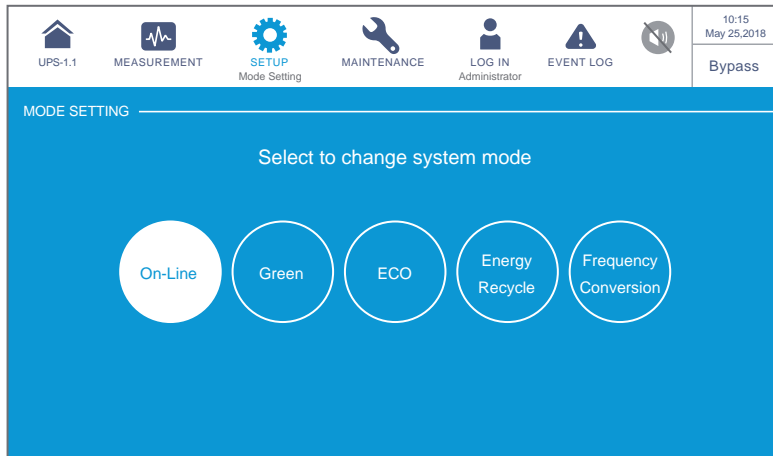 UPS-1.1
MEASUREMENT
SETUP
Mode Setting
MAINTENANCE
LOG IN
Administrator
EVENT LOG
10:15
May 25,2018
Bypass
MODE SETTING
Select to change system mode
On-Line
Green
ECO
Energy
Recycle
Frequency
Conversion